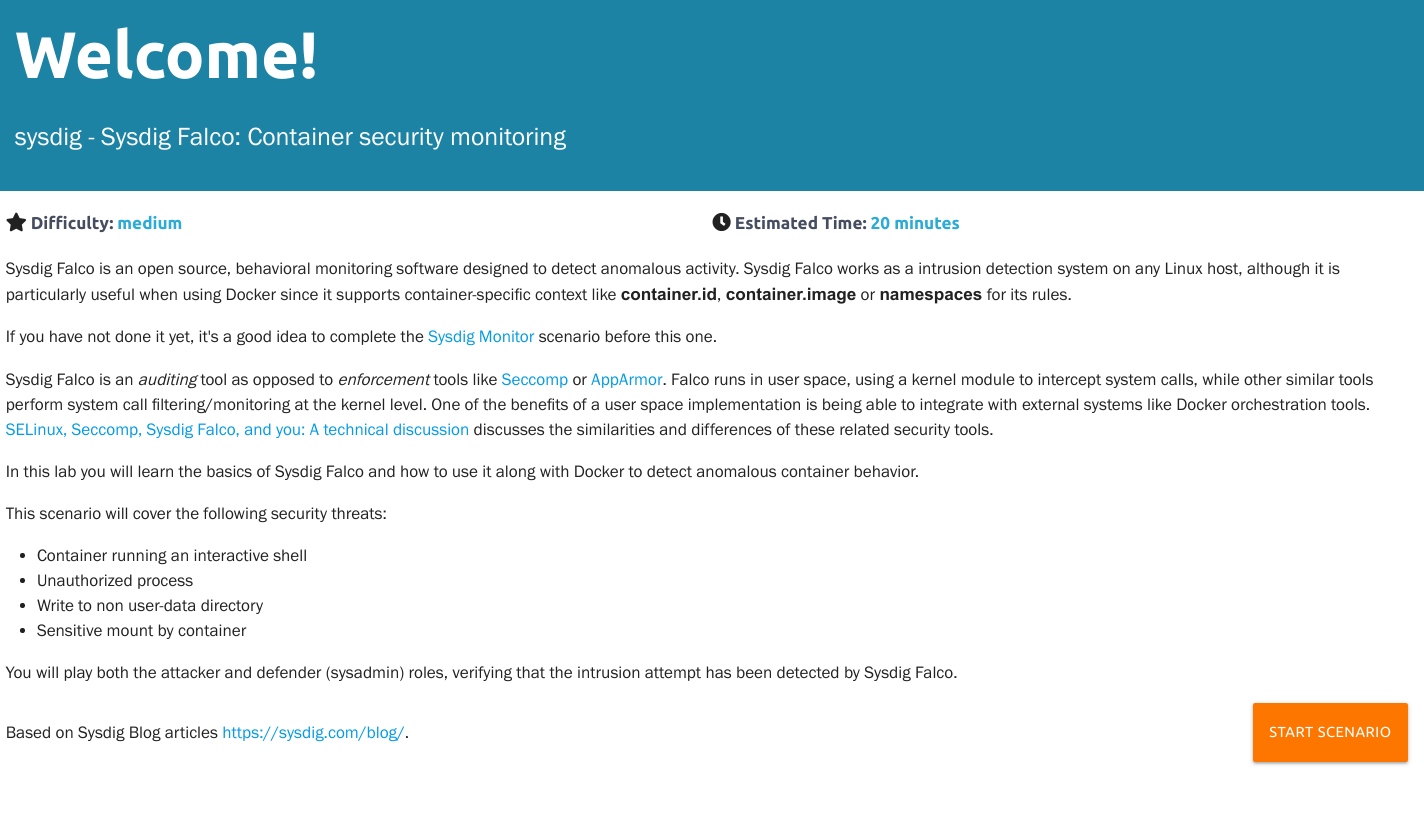 Welcome!
sysdig - Sysdig Falco: Container security monitoring
Difficulty: medium
Estimated Time: 20 minutes
Sysdig Falco is an open source, behavioral monitoring software designed to detect anomalous activity. Sysdig Falco works as a intrusion detection system on any Linux host, although it is
particularly useful when using Docker since it supports container-specific context like container.id, container.image or namespaces for its rules.
If you have not done it yet, it's a good idea to complete the Sysdig Monitor scenario before this one.
Sysdig Falco is an auditing tool as opposed to enforcement tools like Seccomp or AppArmor. Falco runs in user space, using a kernel module to intercept system calls, while other similar tools
perform system call filtering/monitoring at the kernel level. One of the benefits of a user space implementation is being able to integrate with external systems like Docker orchestration tools.
SELinux, Seccomp, Sysdig Falco, and you: A technical discussion discusses the similarities and differences of these related security tools.
In this lab you will learn the basics of Sysdig Falco and how to use it along with Docker to detect anomalous container behavior.
This scenario will cover the following security threats:
• Container running an interactive shell
• Unauthorized process
• Write to non user-data directory
• Sensitive mount by container
You will play both the attacker and defender (sysadmin) roles, verifying that the intrusion attempt has been detected by Sysdig Falco.
Based on Sysdig Blog articles https://sysdig.com/blog/.
START SCENARIO